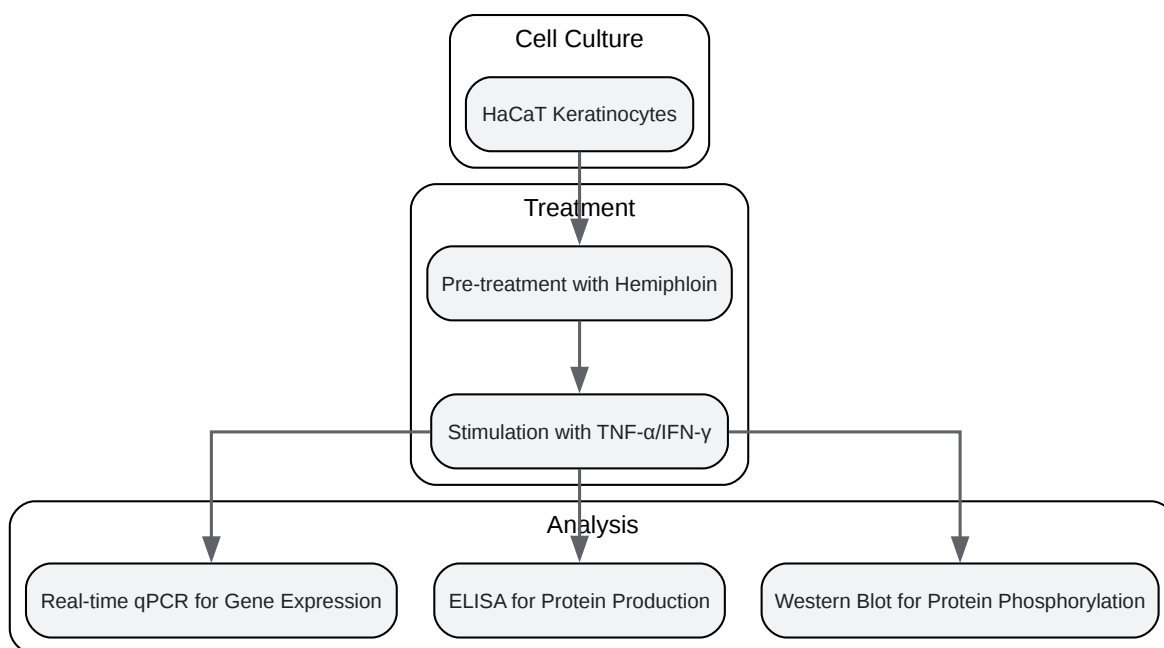 Cell Culture
HaCaT Keratinocytes
Treatment
Pre-treatment with Hemiphloin
Stimulation with TNF-α/IFN-γ
Analysis
Real-time qPCR for Gene Expression
ELISA for Protein Production
Western Blot for Protein Phosphorylation